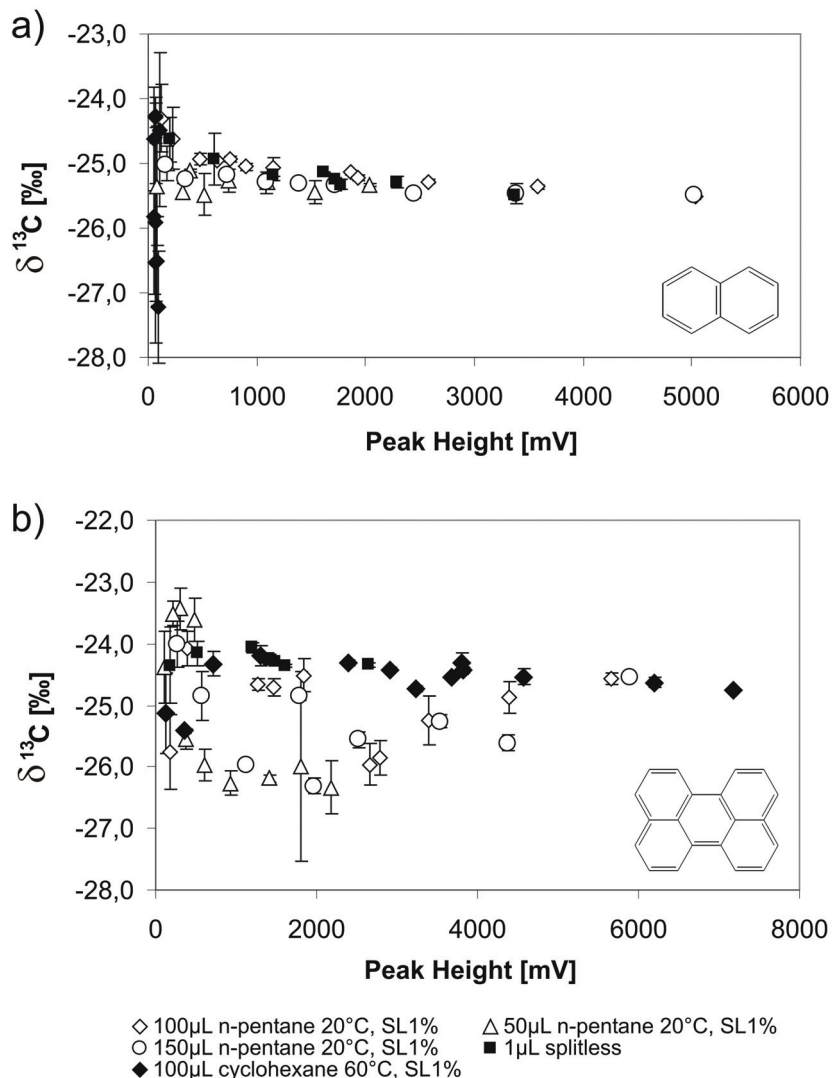 a)
-23,0
-24,0
-25,0
-26,0
-27,0
-28,0
δ 13C [‰]
0 1000 2000 3000 4000 5000 6000
Peak Height [mV]
b)
-22,0
-23,0
-24,0
-25,0
-26,0
-27,0
-28,0
δ 13C [‰]
0 2000 4000 6000 8000
Peak Height [mV]
100µL n-pentane 20°C, SL1% 50µL n-pentane 20°C, SL1%
150µL n-pentane 20°C, SL1% 1µL splitless
100µL cyclohexane 60°C, SL1%